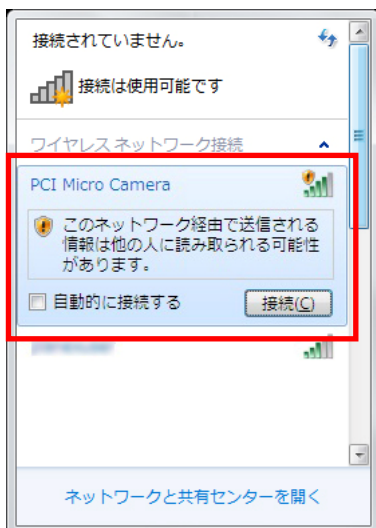 接続されていません。
接続は使用可能です
ワイヤレス ネットワーク接続
PCI Micro Camera
このネットワーク経由で送信される
情報は他の人に読み取られる可能性
があります。
自動的に接続する
接続(C)
ネットワークと共有センターを開く